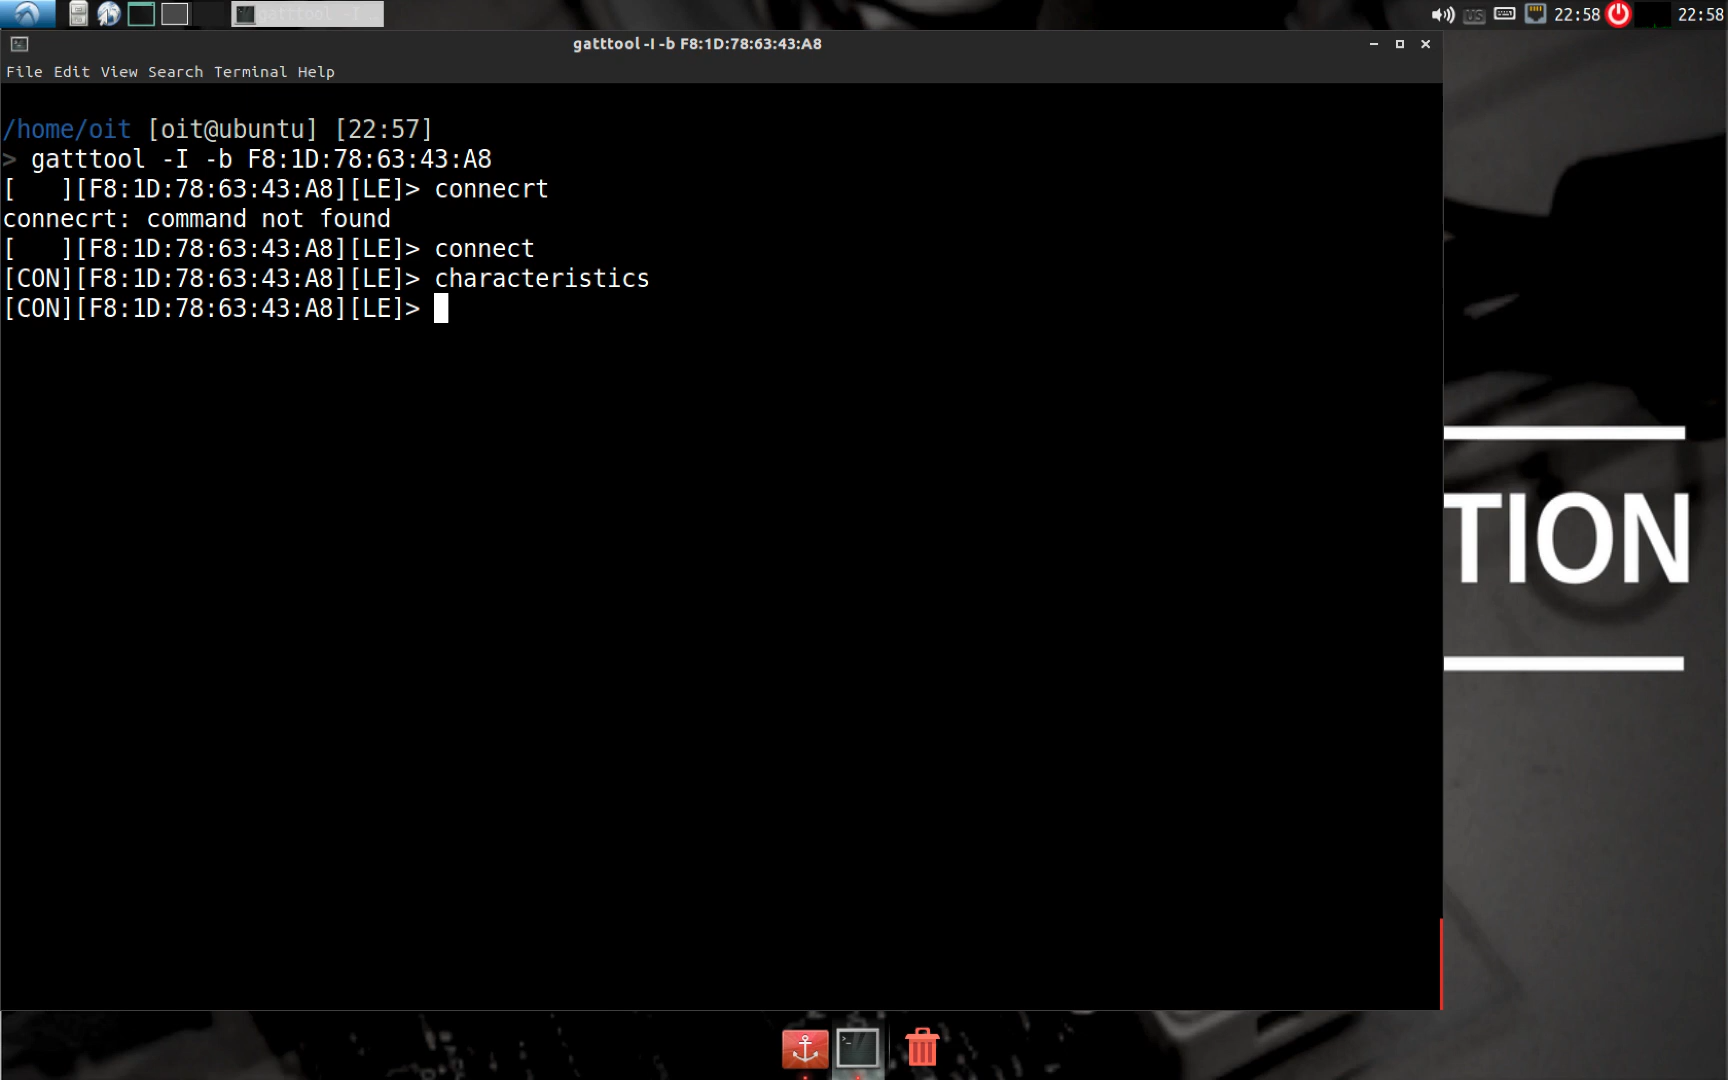 22:58 22:58
gatttool -I -b F8:1D:78:63:43:A8
File Edit View Search Terminal Help
/home/oit [oit@ubuntu] [22:57]
> gatttool -I -b F8:1D:78:63:43:A8
[   ][F8:1D:78:63:43:A8][LE]> connecrt
connecrt: command not found
[   ][F8:1D:78:63:43:A8][LE]> connect
[CON][F8:1D:78:63:43:A8][LE]> characteristics
[CON][F8:1D:78:63:43:A8][LE]>
TION